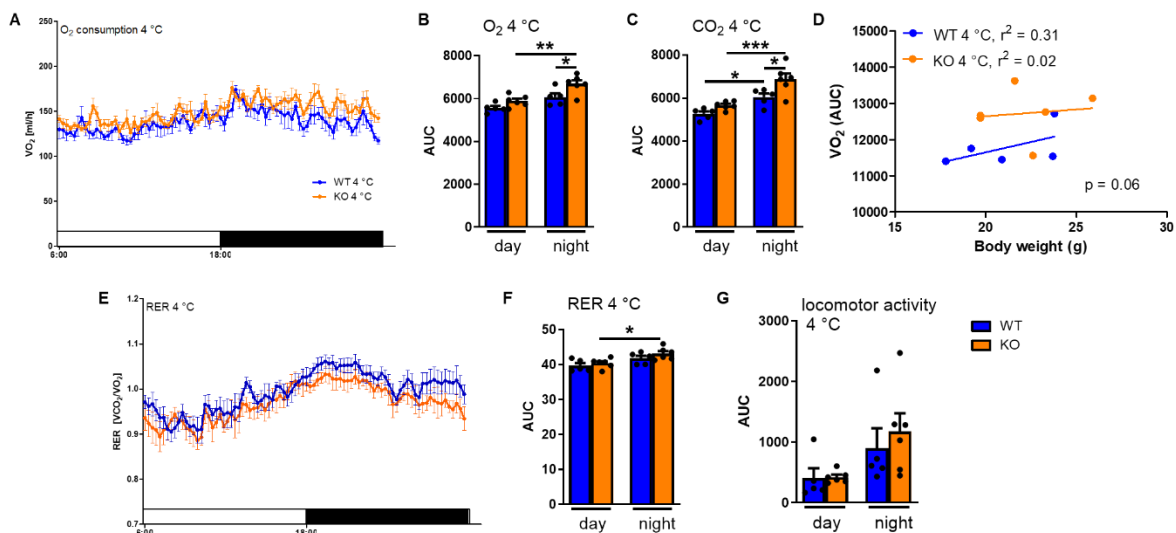 A
O₂ consumption 4 °C
VO₂ [ml/h]
250
200
150
100
50
0
WT 4 °C
KO 4 °C
6:00
18:00
B
O₂ 4 °C
AUC
8000
6000
4000
2000
0
**
*
day
night
C
CO₂ 4 °C
AUC
8000
6000
4000
2000
0
***
*
*
day
night
D
WT 4 °C, r² = 0.31
KO 4 °C, r² = 0.02
VO₂ (AUC)
14000
13000
12000
11000
10000
p = 0.06
15
20
25
30
Body weight (g)
E
RER 4 °C
RER [VCO₂/VO₂]
1.2
1.1
1.0
0.9
0.8
0.7
6:00
18:00
F
RER 4 °C
AUC
50
40
30
20
10
0
*
day
night
G
locomotor activity
4 °C
AUC
3000
2000
1000
0
day
night
WT
KO